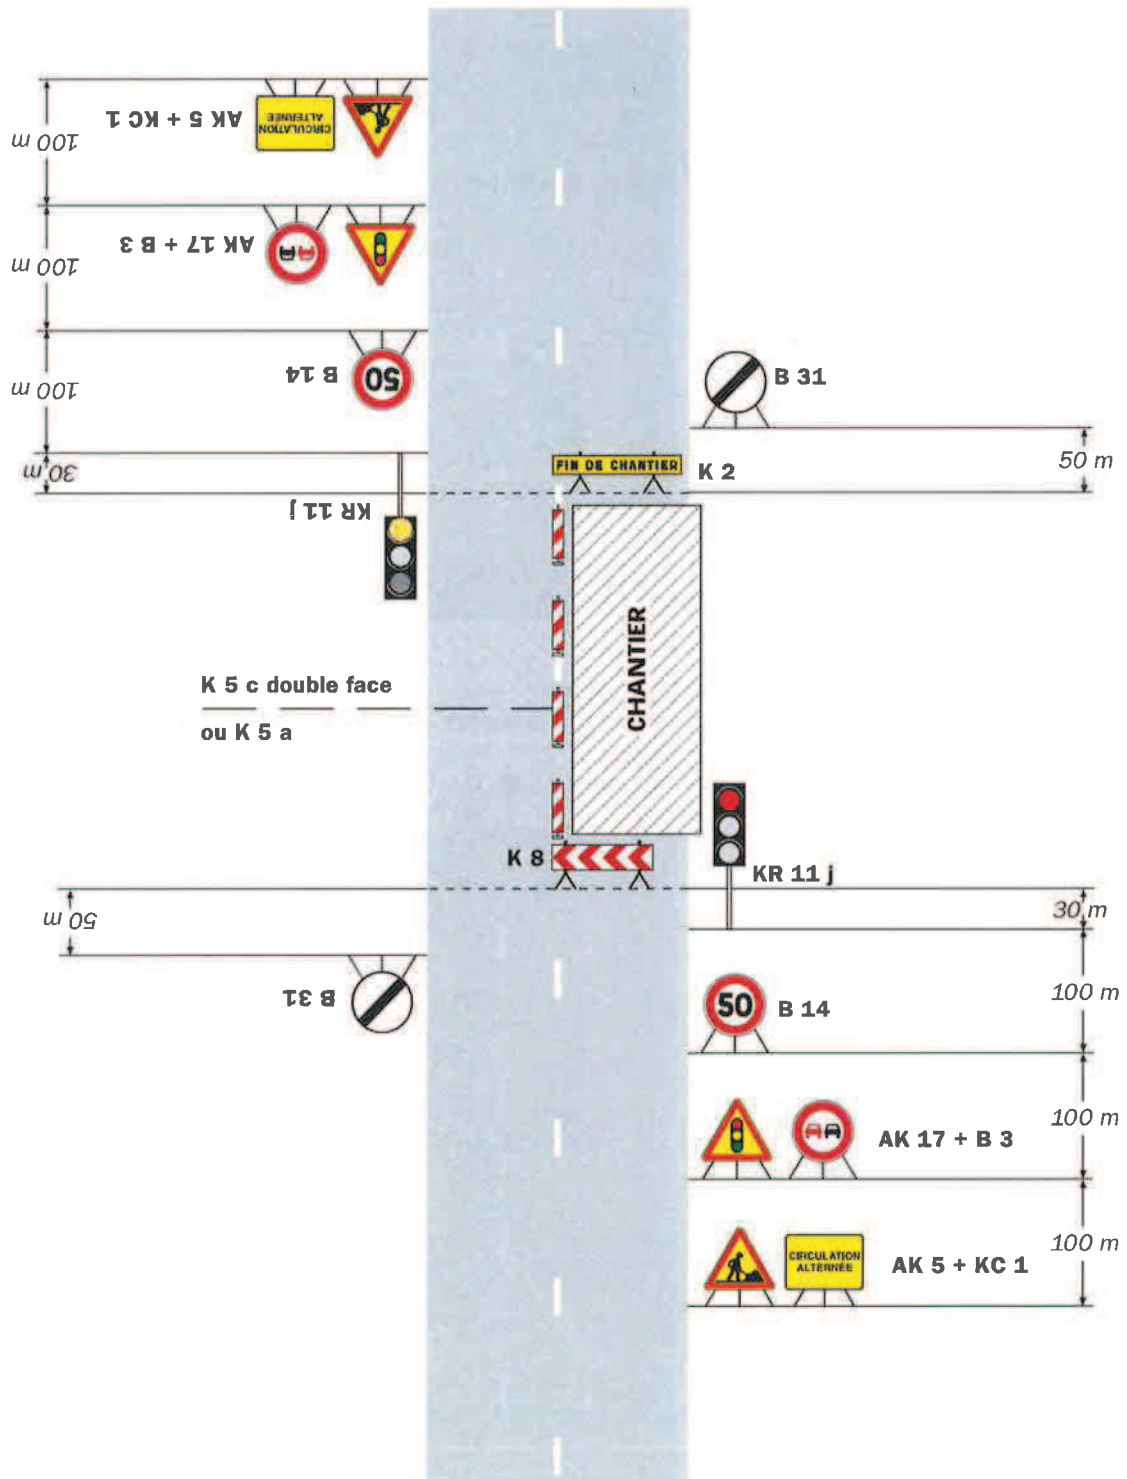 100 m
CIRCULATION
ALTERNÉE
AK 5 + KC 1
100 m
AK 17 + B 3
100 m
50
B 14
30 m
KR 11 j
B 31
50 m
FIN DE CHANTIER
K 2
CHANTIER
K 5 c double face
ou K 5 a
K 8
KR 11 j
50 m
B 31
30 m
50
B 14
100 m
AK 17 + B 3
100 m
CIRCULATION
ALTERNÉE
AK 5 + KC 1
100 m